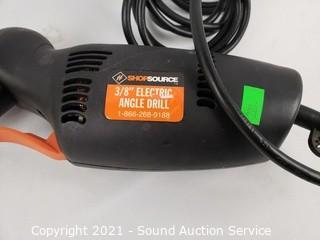 SHOPSOURCE
3/8" ELECTRIC
ANGLE DRILL
1-866-268-9188
Copyright 2021 - Sound Auction Service